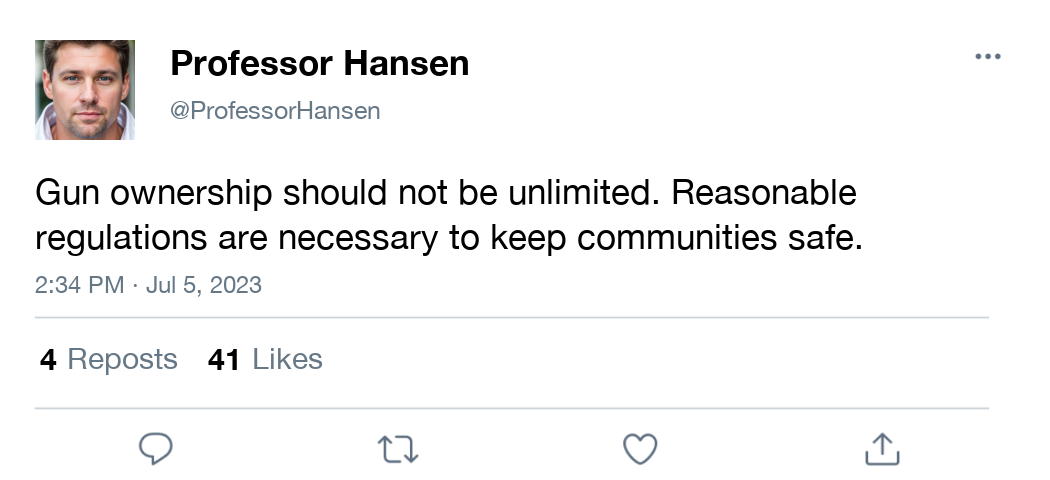 Professor Hansen
@ProfessorHansen
Gun ownership should not be unlimited. Reasonable
regulations are necessary to keep communities safe.
2:34 PM · Jul 5, 2023
4 Reposts 41 Likes